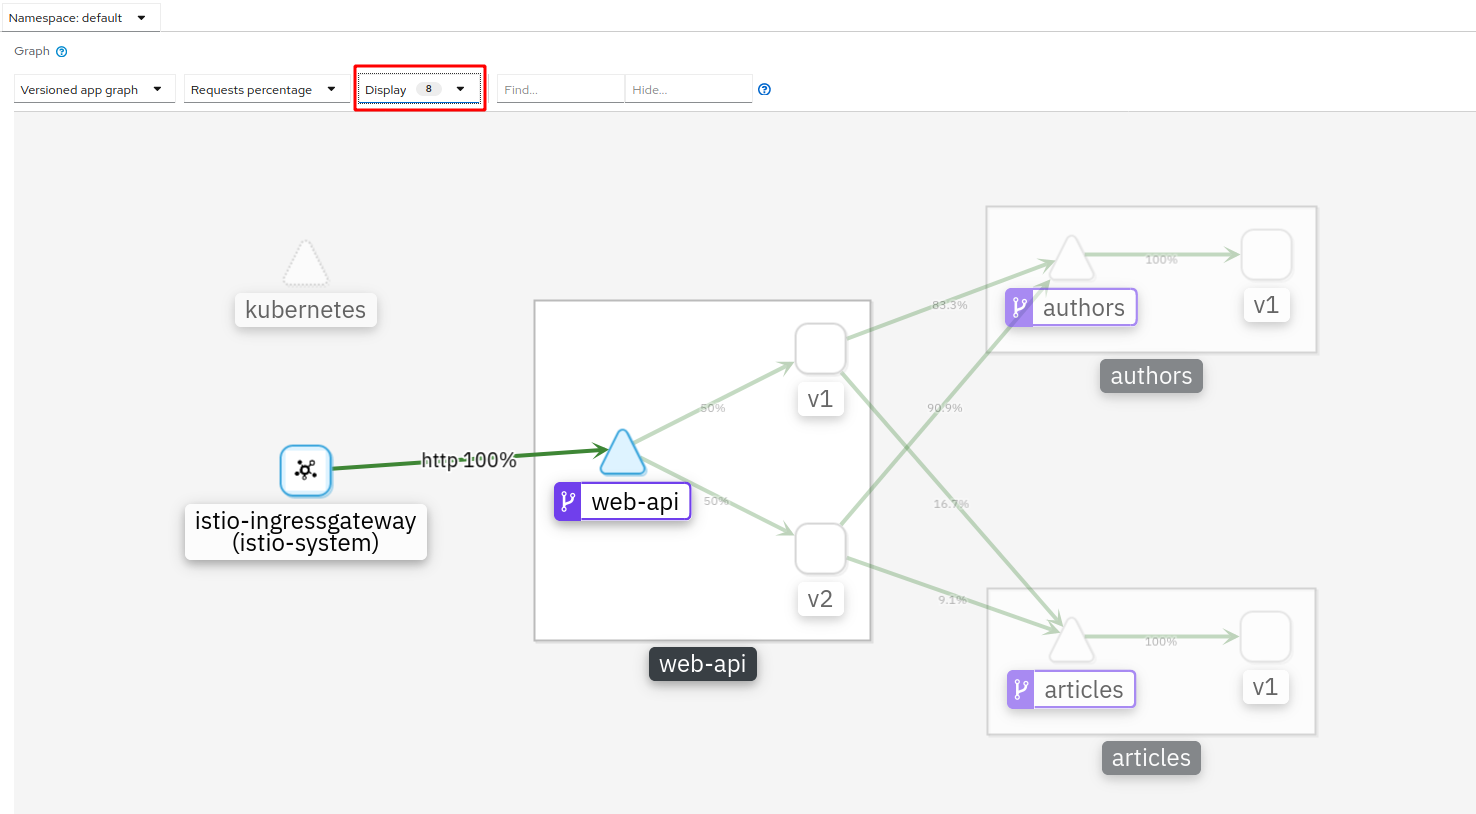 Namespace: default
Graph
Versioned app graph
Requests percentage
Display 8
Find...
Hide...
kubernetes
istio-ingressgateway
(istio-system)
http 100%
web-api
50%
50%
v1
v2
web-api
83.3%
90.9%
16.7%
9.1%
authors
100%
v1
authors
articles
100%
v1
articles